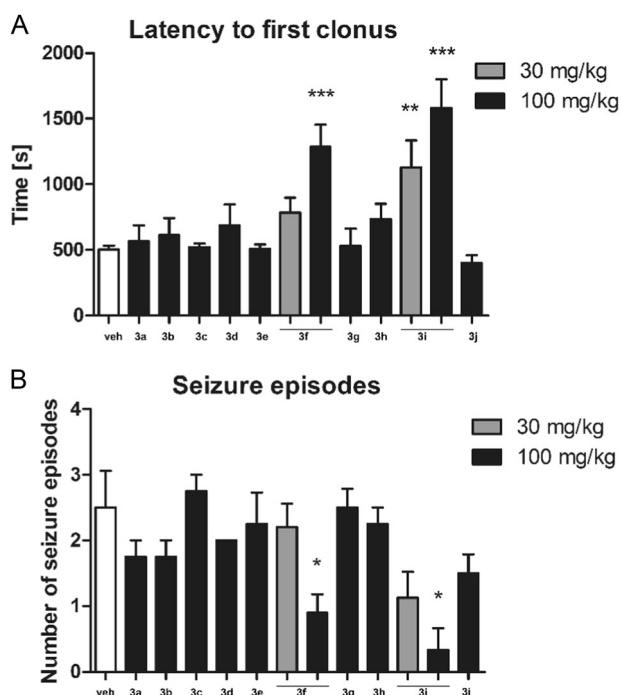 A
Latency to first clonus
2000
1500
1000
500
0
Time [s]
***
**
***
30 mg/kg
100 mg/kg
veh 3a 3b 3c 3d 3e 3f 3g 3h 3i 3j
B
Seizure episodes
4
3
2
1
0
Number of seizure episodes
*
*
30 mg/kg
100 mg/kg
veh 3a 3b 3c 3d 3e 3f 3g 3h 3i 3j